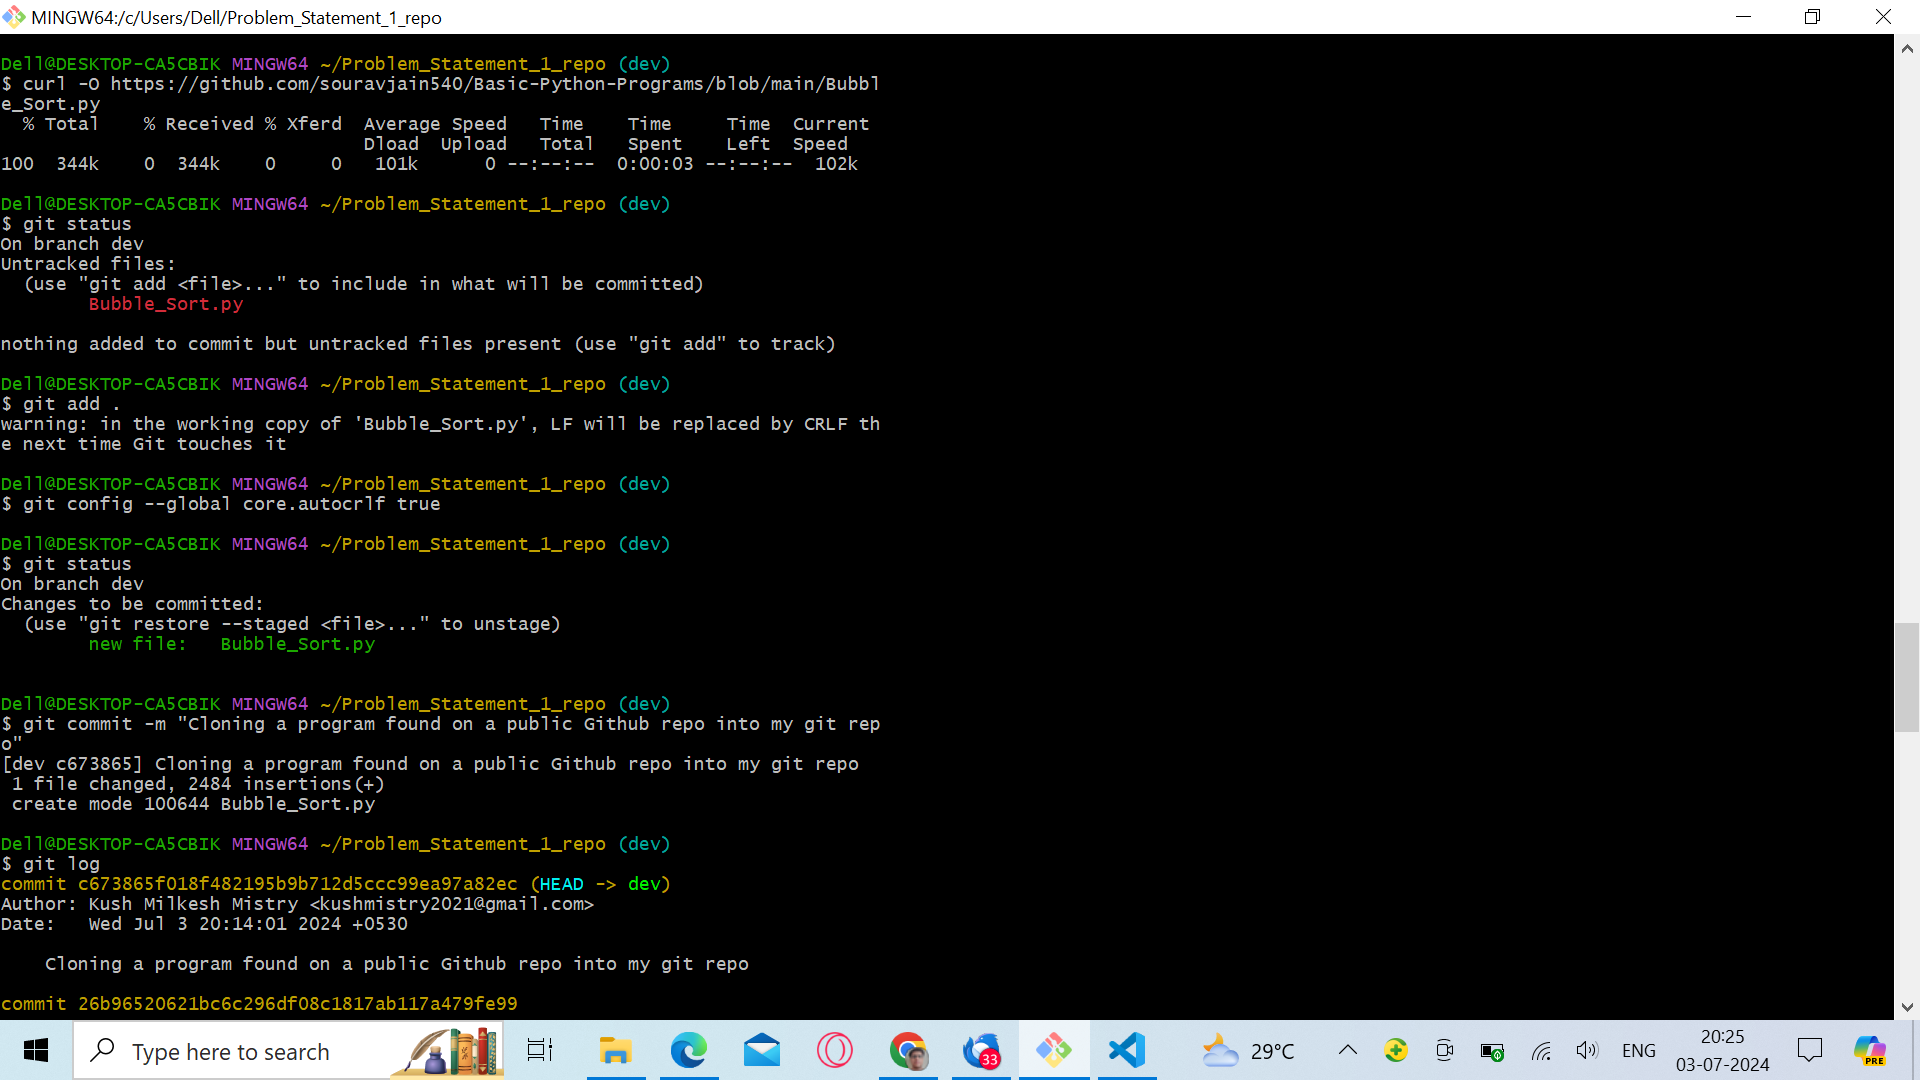 MINGW64:/c/Users/Dell/Problem_Statement_1_repo
Dell@DESKTOP-CA5CBIK MINGW64 ~/Problem_Statement_1_repo (dev)
$ curl -O https://github.com/souravjain540/Basic-Python-Programs/blob/main/Bubbl
e_Sort.py
% Total % Received % Xferd Average Speed Time Time Time Current
Dload Upload Total Spent Left Speed
100 344k 0 344k 0 0 101k 0 --:--:-- 0:00:03 --:--:-- 102k
Dell@DESKTOP-CA5CBIK MINGW64 ~/Problem_Statement_1_repo (dev)
$ git status
On branch dev
Untracked files:
(use "git add <file>..." to include in what will be committed)
Bubble_Sort.py
nothing added to commit but untracked files present (use "git add" to track)
Dell@DESKTOP-CA5CBIK MINGW64 ~/Problem_Statement_1_repo (dev)
$ git add .
warning: in the working copy of 'Bubble_Sort.py', LF will be replaced by CRLF th
e next time Git touches it
Dell@DESKTOP-CA5CBIK MINGW64 ~/Problem_Statement_1_repo (dev)
$ git config --global core.autocrlf true
Dell@DESKTOP-CA5CBIK MINGW64 ~/Problem_Statement_1_repo (dev)
$ git status
On branch dev
Changes to be committed:
(use "git restore --staged <file>..." to unstage)
new file: Bubble_Sort.py
Dell@DESKTOP-CA5CBIK MINGW64 ~/Problem_Statement_1_repo (dev)
$ git commit -m "Cloning a program found on a public Github repo into my git rep
o"
[dev c673865] Cloning a program found on a public Github repo into my git repo
1 file changed, 2484 insertions(+)
create mode 100644 Bubble_Sort.py
Dell@DESKTOP-CA5CBIK MINGW64 ~/Problem_Statement_1_repo (dev)
$ git log
commit c673865f018f482195b9b712d5ccc99ea97a82ec (HEAD -> dev)
Author: Kush Milkesh Mistry <kushmistry2021@gmail.com>
Date: Wed Jul 3 20:14:01 2024 +0530
Cloning a program found on a public Github repo into my git repo
commit 26b96520621bc6c296df08c1817ab117a479fe99
Type here to search
33
29°C
ENG
20:25
03-07-2024
PRE